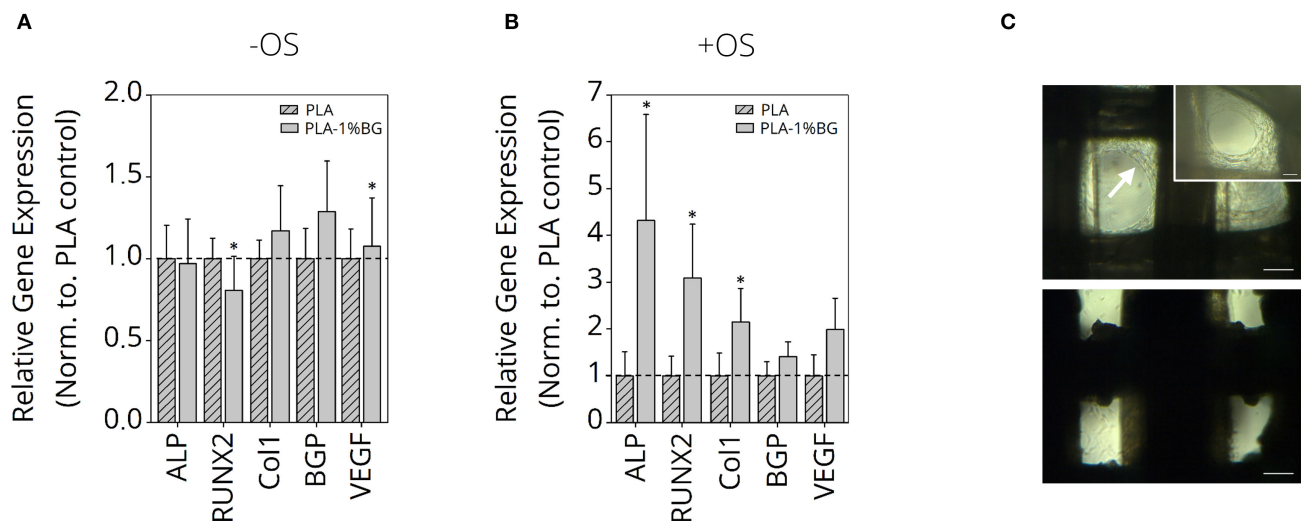 A
-OS
Relative Gene Expression
(Norm. to. PLA control)
2.0
1.5
1.0
0.5
0.0
PLA
PLA-1%BG
*
*
ALP
RUNX2
Col1
BGP
VEGF
B
+OS
Relative Gene Expression
(Norm. to. PLA control)
7
6
5
4
3
2
1
0
PLA
PLA-1%BG
*
*
*
ALP
RUNX2
Col1
BGP
VEGF
C